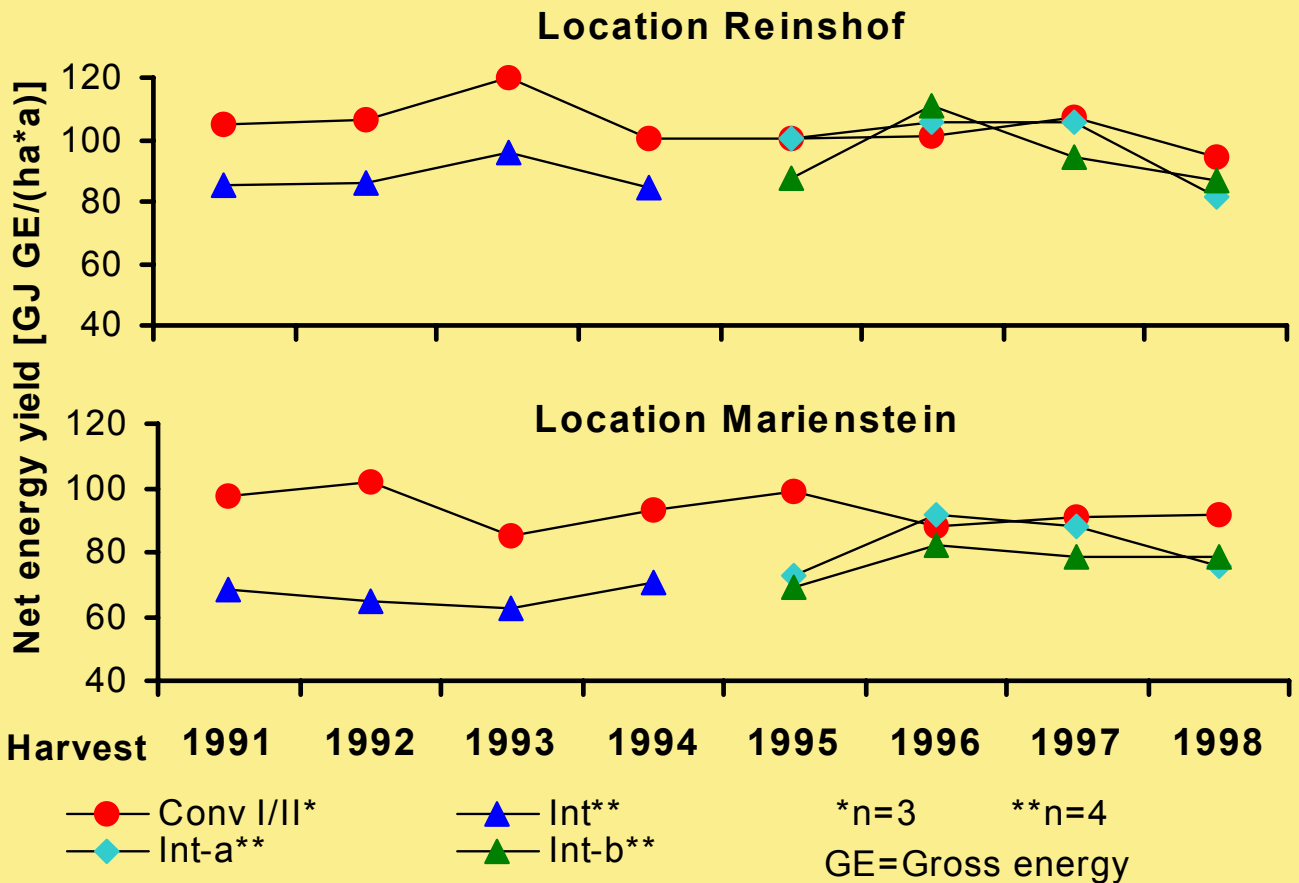 Location Reinshof
Net energy yield [GJ GE/(ha*a)]
120
100
80
60
40
Location Marienstein
120
100
80
60
40
Harvest 1991 1992 1993 1994 1995 1996 1997 1998
Conv I/II* Int** *n=3 **n=4
Int-a** Int-b** GE=Gross energy